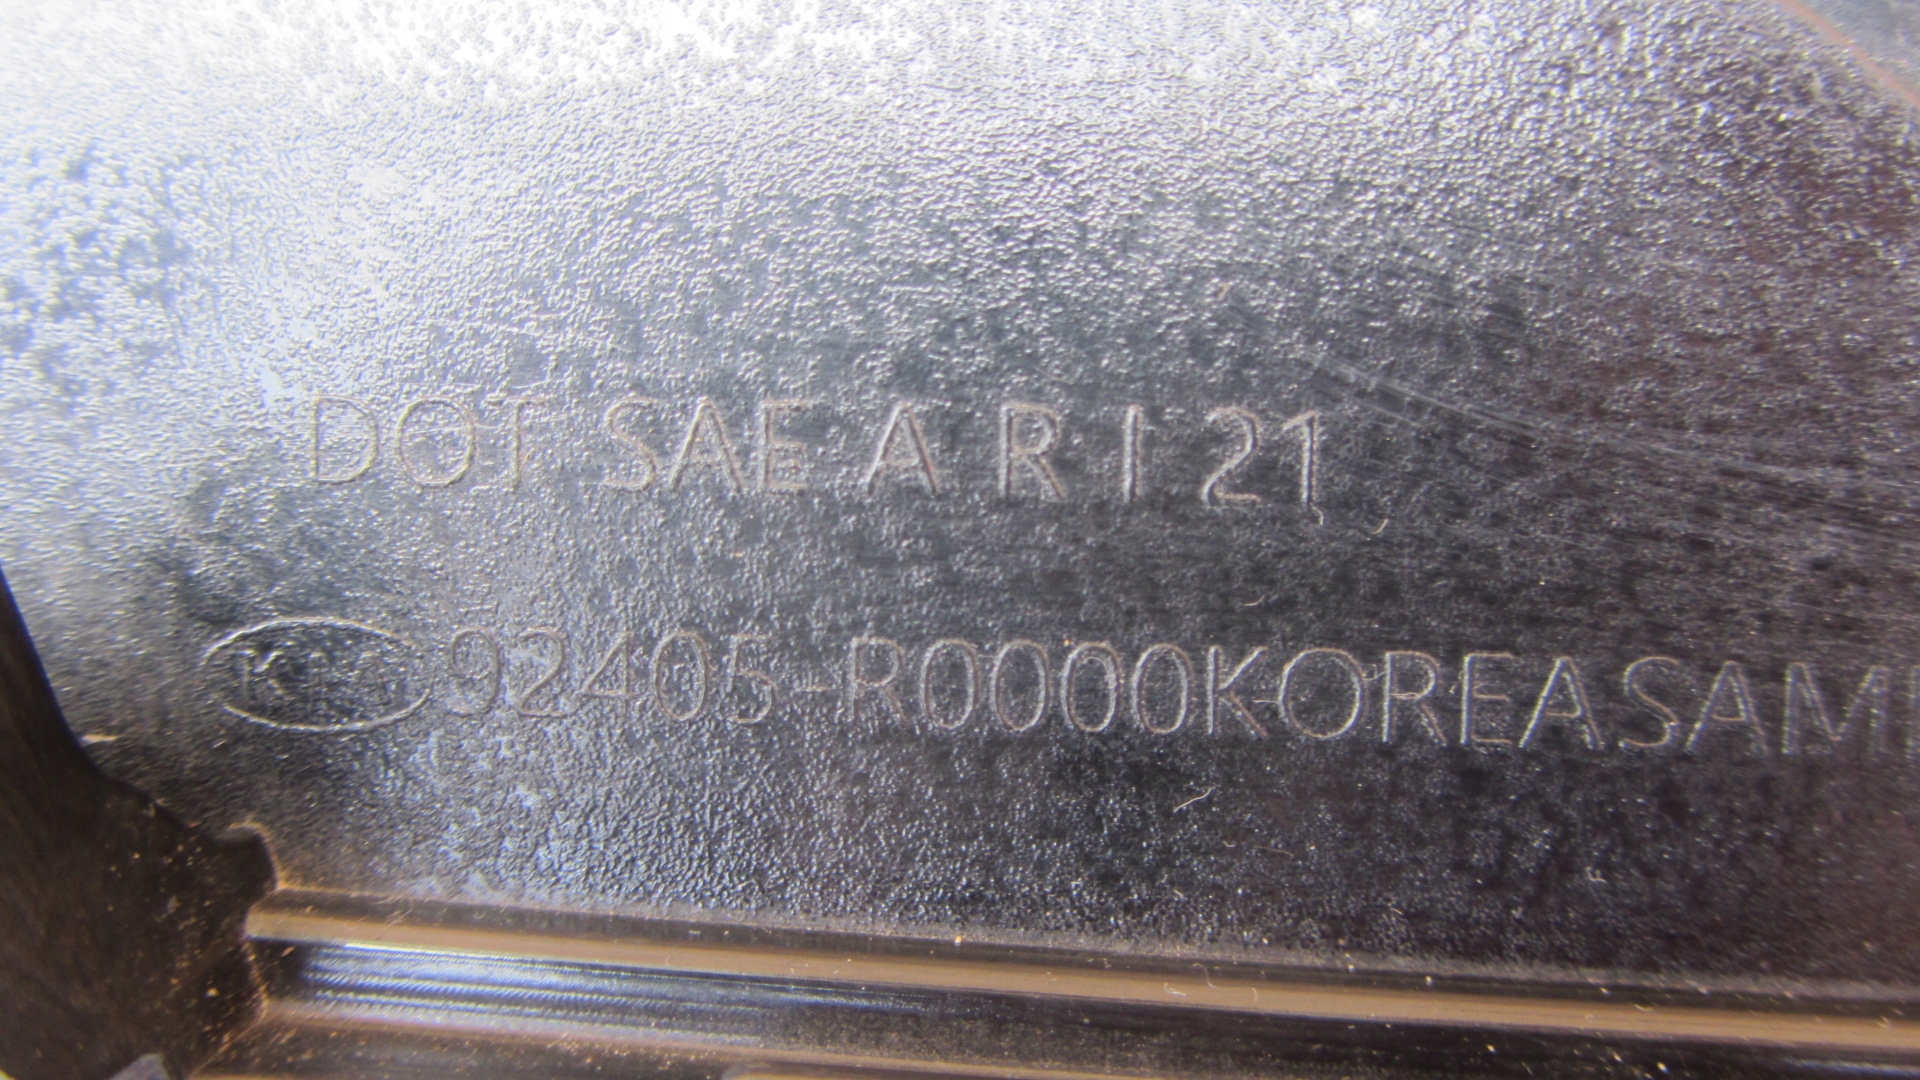 DOT SAE A R I 21
KIA 92405-R0000KOREASAM